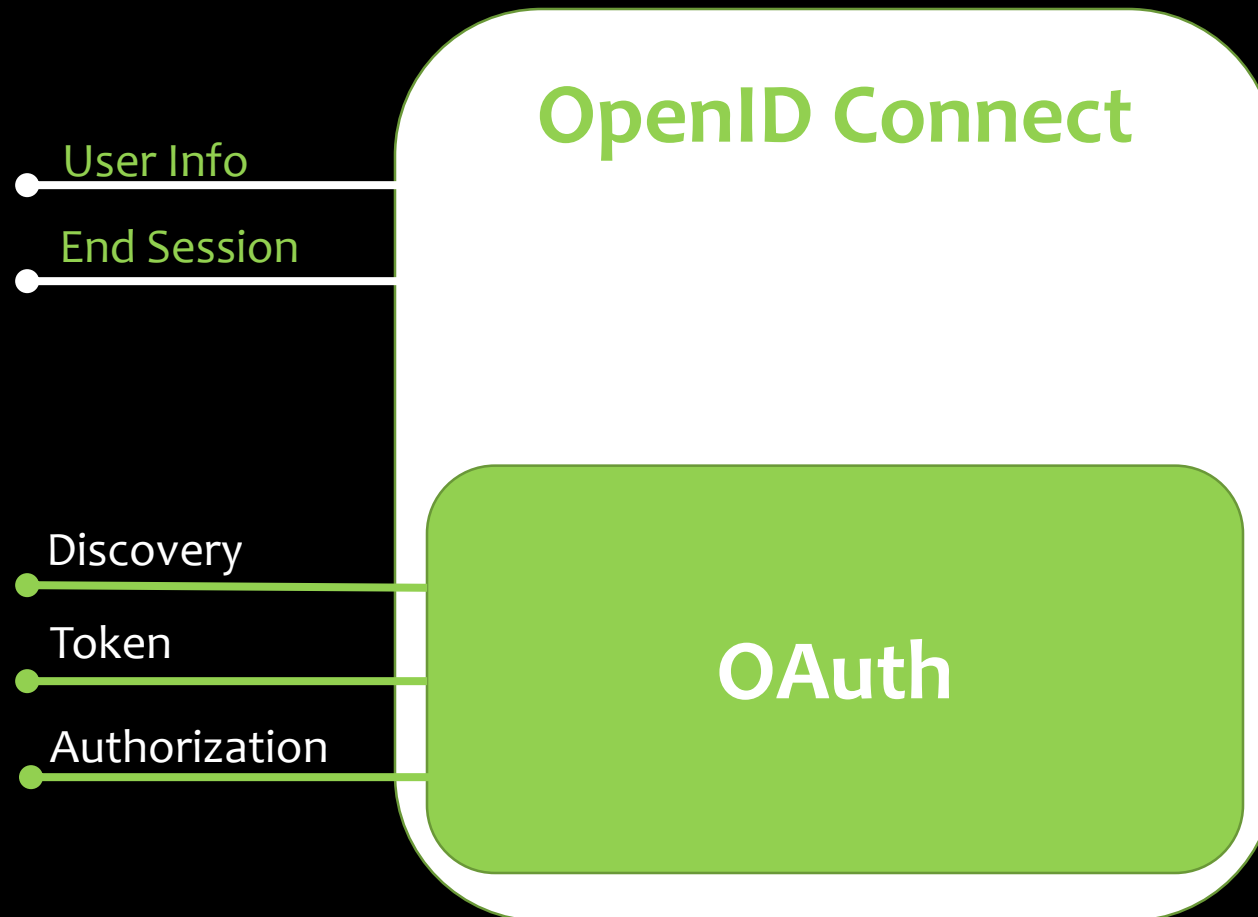 OpenID Connect
User Info
End Session
Discovery
Token
OAuth
Authorization